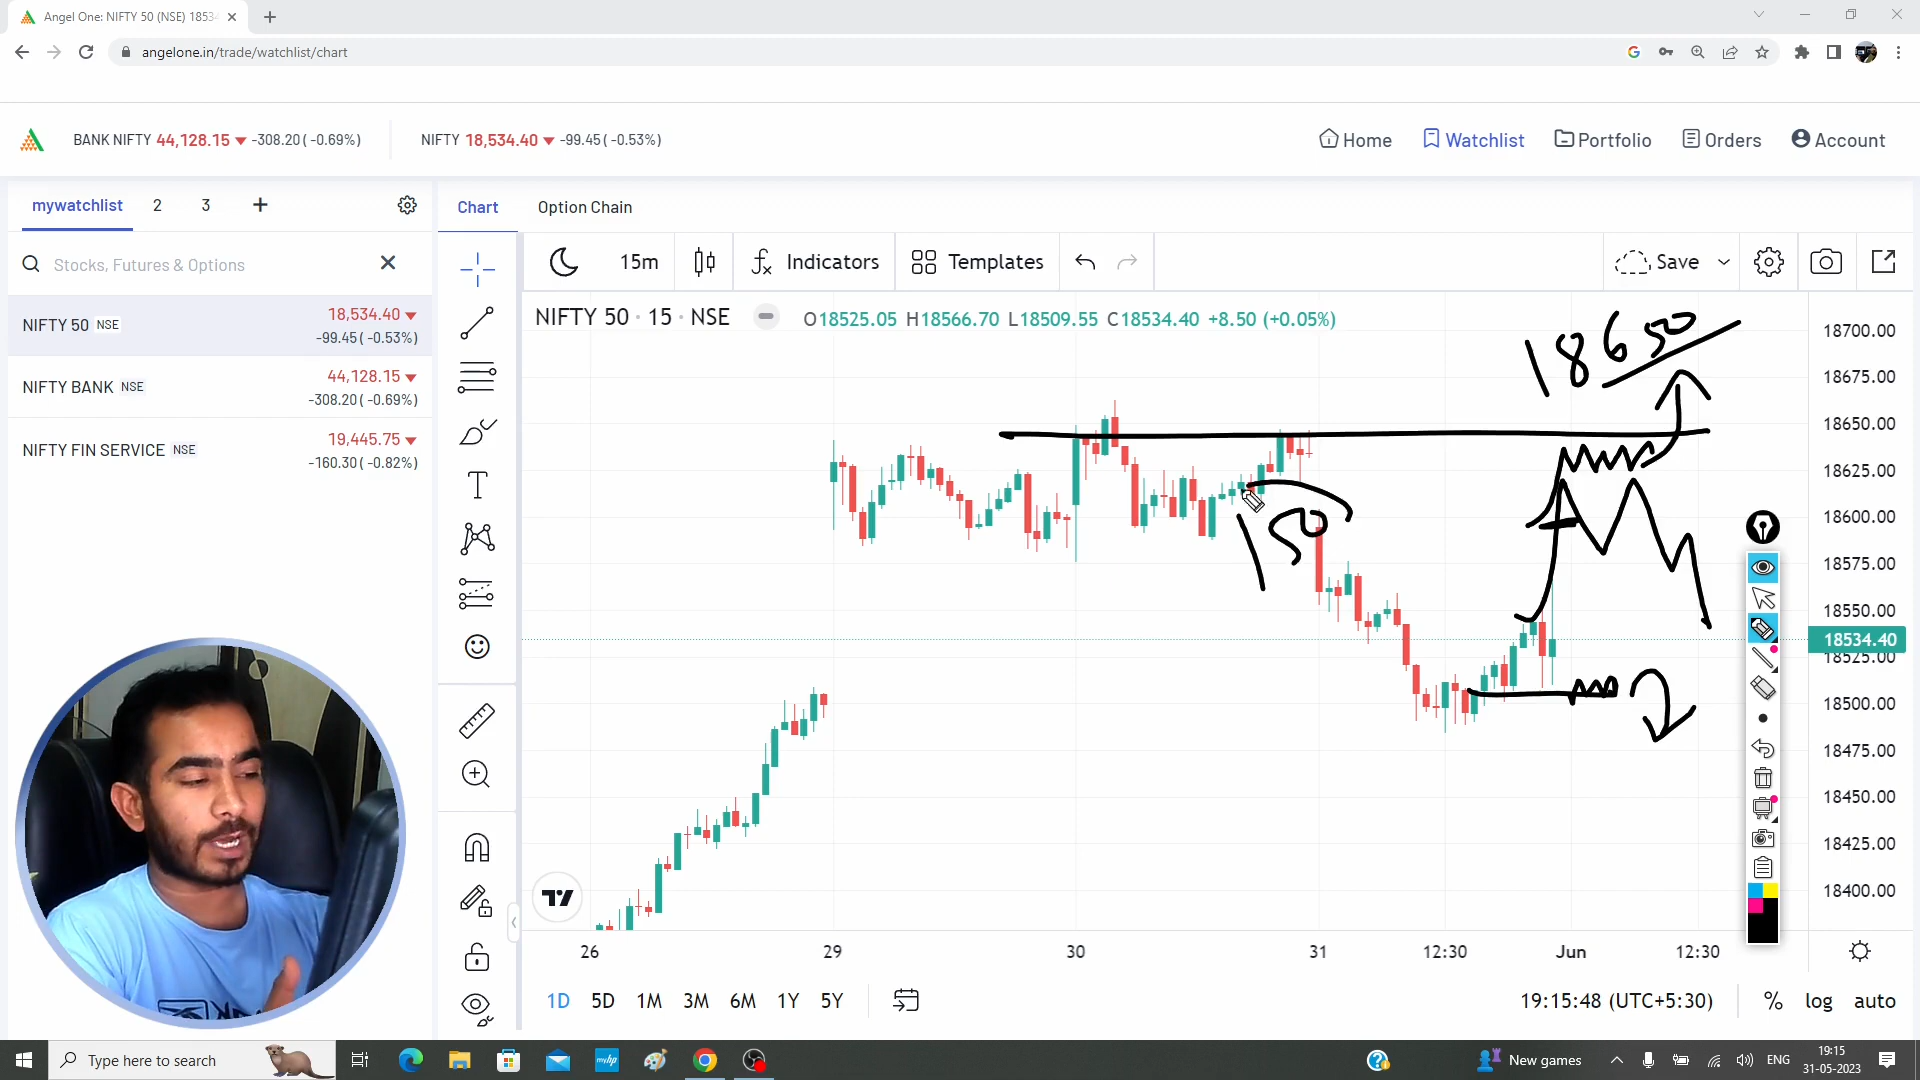 Angel One: NIFTY 50 (NSE) 1853
angelone.in/trade/watchlist/chart
BANK NIFTY 44,128.15 -308.20 ( -0.69%)
NIFTY 18,534.40 -99.45 ( -0.53%)
Home
Watchlist
Portfolio
Orders
Account
mywatchlist 2 3 +
Stocks, Futures & Options
NIFTY 50 NSE 18,534.40
-99.45 ( -0.53%)
NIFTY BANK NSE 44,128.15
-308.20 ( -0.69%)
NIFTY FIN SERVICE NSE 19,445.75
-160.30 ( -0.82%)
Chart Option Chain
15m Indicators Templates Save
NIFTY 50 · 15 · NSE O18525.05 H18566.70 L18509.55 C18534.40 +8.50 (+0.05%)
18650
150
18700.00
18675.00
18650.00
18625.00
18600.00
18575.00
18550.00
18534.40
18525.00
18500.00
18475.00
18450.00
18425.00
18400.00
26 29 30 31 12:30 Jun 12:30
1D 5D 1M 3M 6M 1Y 5Y
19:15:48 (UTC+5:30) % log auto
Type here to search
myhp
New games
ENG
19:15
31-05-2023